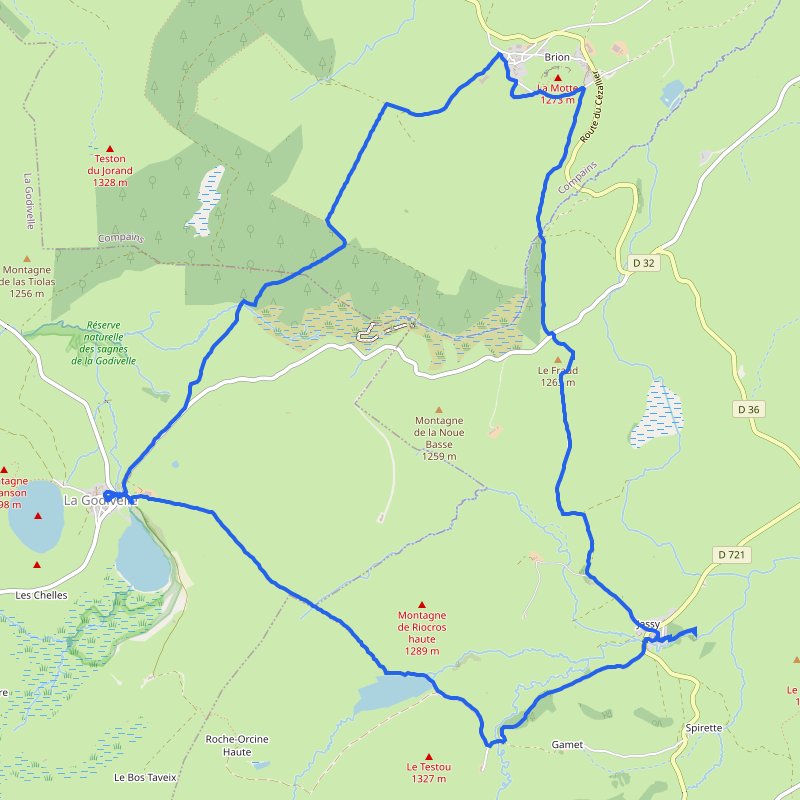 Brion
La Motte
1273 m
Route du Cézallier
Teston
du Jorand
1328 m
La Godivelle
Compains
Compains
D 32
Montagne
de las Tiolas
1256 m
Réserve
naturelle
des sagnes
de la Godivelle
Le Fraud
D 36
Montagne
de la Noue
Basse
1259 m
La Godivelle
D 721
Les Chelles
Montagne
de Riocros
haute
1289 m
Jassy
Spirette
Roche-Orcine
Haute
Gamet
Le Testou
1327 m
Le Bos Taveix